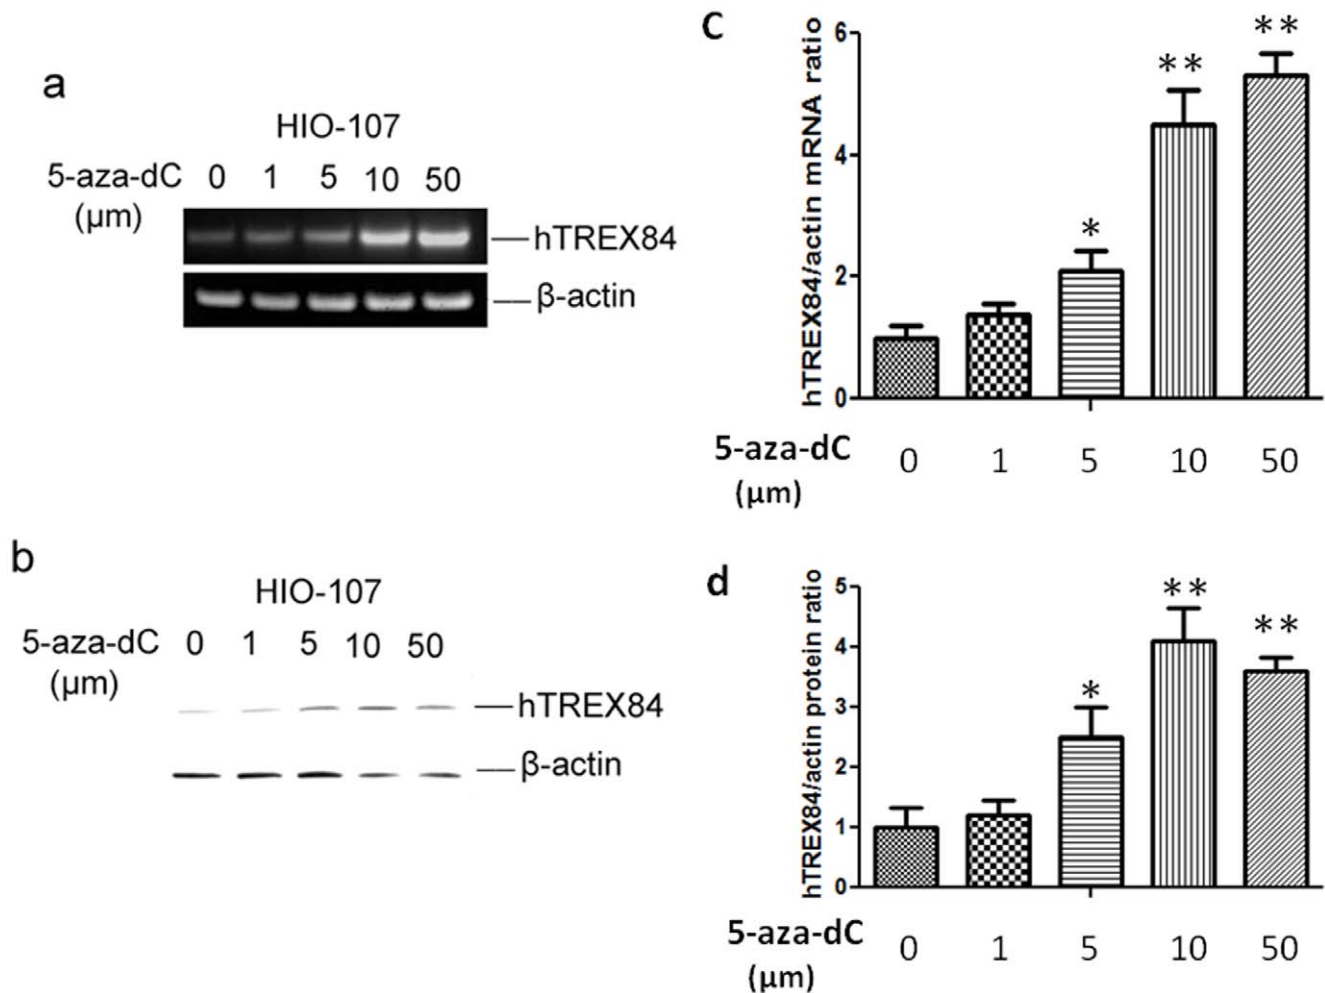 a
HIO-107
5-aza-dC 0 1 5 10 50
(μm)
hTREX84
β-actin
b
HIO-107
5-aza-dC 0 1 5 10 50
(μm)
hTREX84
β-actin
c
hTREX84/actin mRNA ratio
6
4
2
0
*
**
**
5-aza-dC 0 1 5 10 50
(μm)
d
hTREX84/actin protein ratio
5
4
3
2
1
0
*
**
**
5-aza-dC 0 1 5 10 50
(μm)